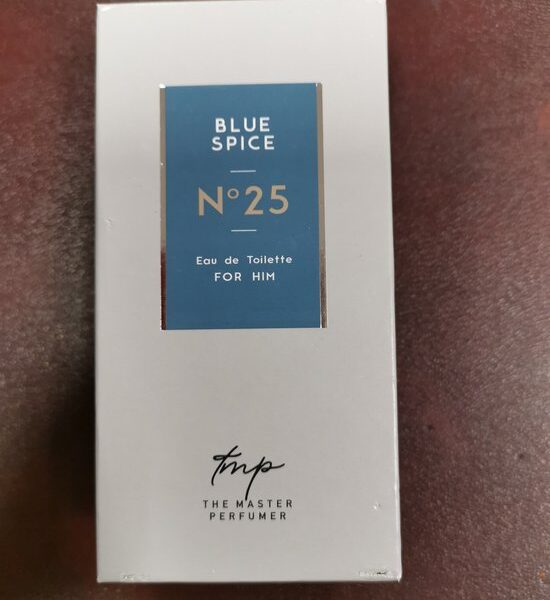 BLUE
SPICE
N°25
Eau de Toilette
FOR HIM
tmp
THE MASTER
PERFUMER